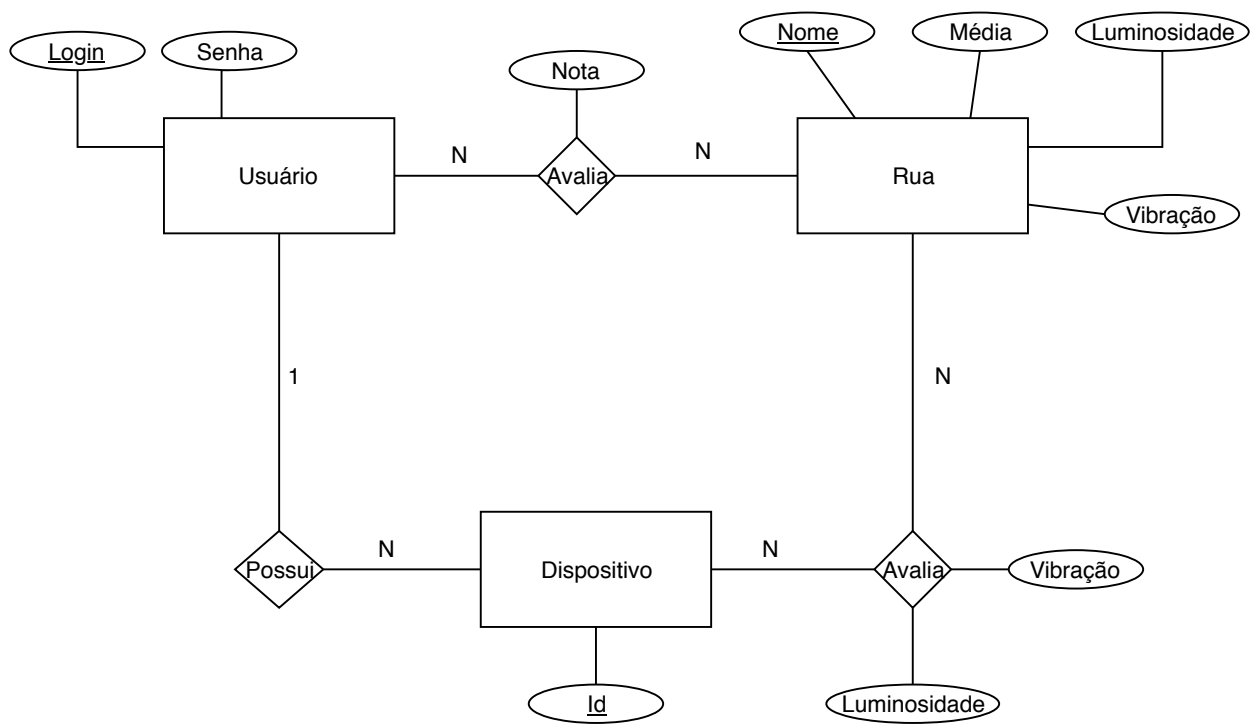 Login
Senha
Nota
Nome
Média
Luminosidade
Usuário
N
Avalia
N
Rua
Vibração
1
N
Possui
N
Dispositivo
N
Avalia
Vibração
Id
Luminosidade